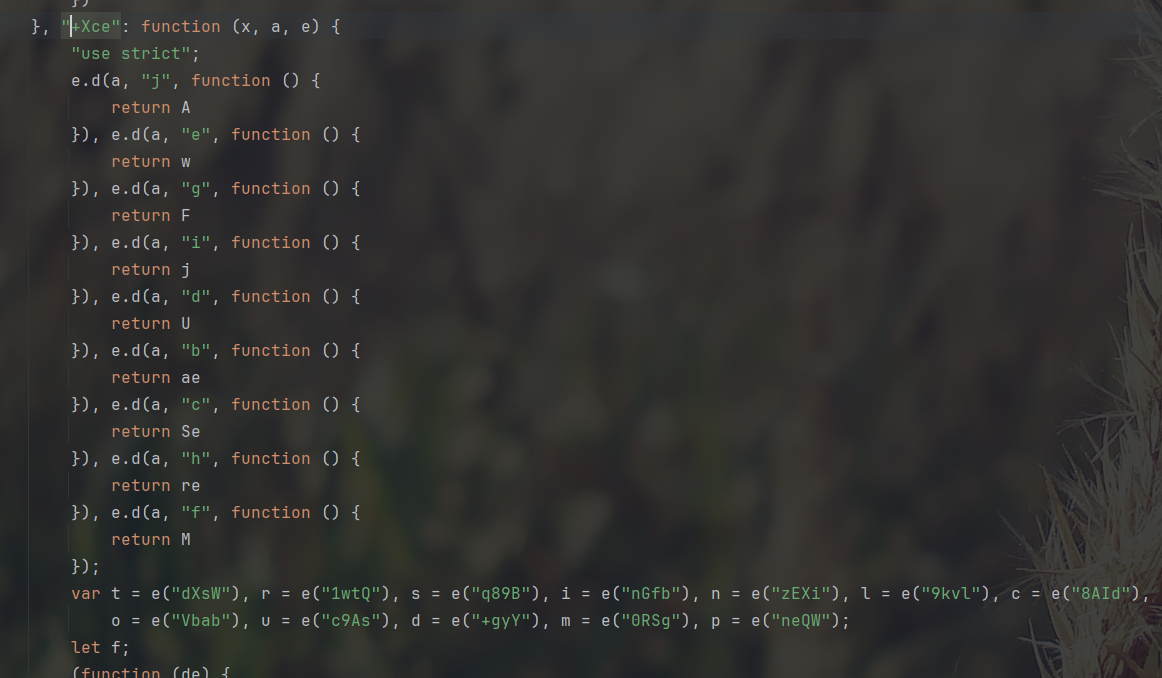 })
}, "+Xce": function (x, a, e) {
"use strict";
e.d(a, "j", function () {
return A
}), e.d(a, "e", function () {
return w
}), e.d(a, "g", function () {
return F
}), e.d(a, "i", function () {
return j
}), e.d(a, "d", function () {
return U
}), e.d(a, "b", function () {
return ae
}), e.d(a, "c", function () {
return Se
}), e.d(a, "h", function () {
return re
}), e.d(a, "f", function () {
return M
});
var t = e("dXsW"), r = e("1wtQ"), s = e("q89B"), i = e("nGfb"), n = e("zEXi"), l = e("9kvl"), c = e("8AId"),
o = e("Vbab"), u = e("c9As"), d = e("+gyY"), m = e("0RSg"), p = e("neQW");
let f;
(function (de) {